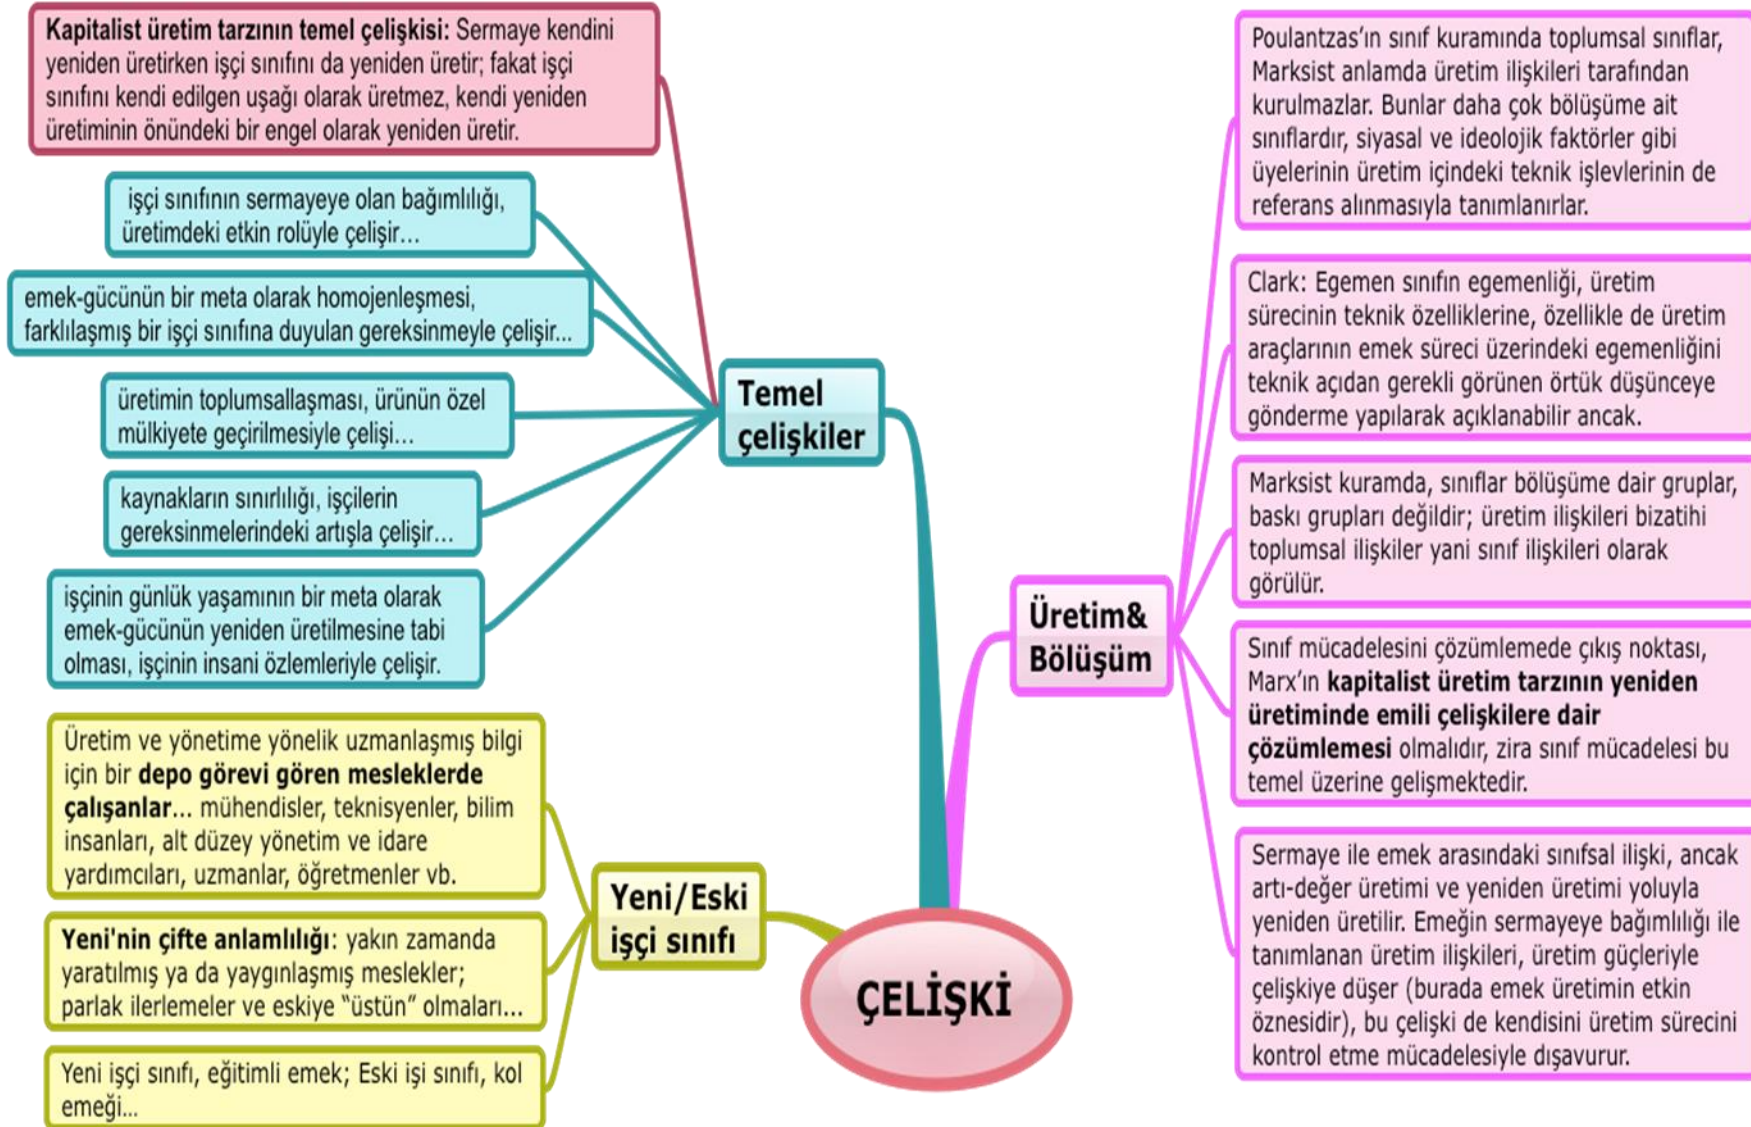 Kapitalist üretim tarzının temel çelişkisi: Sermaye kendini
yeniden üretirken işçi sınıfını da yeniden üretir; fakat işçi
sınıfını kendi edilgen uşağı olarak üretmez, kendi yeniden
üretiminin önündeki bir engel olarak yeniden üretir.
işçi sınıfının sermayeye olan bağımlılığı,
üretimdeki etkin rolüyle çelişir…
emek-gücünün bir meta olarak homojenleşmesi,
farklılaşmış bir işçi sınıfına duyulan gereksinmeyle çelişir...
üretimin toplumsallaşması, ürünün özel
mülkiyete geçirilmesiyle çelişi…
kaynakların sınırlılığı, işçilerin
gereksinmelerindeki artışla çelişir…
işçinin günlük yaşamının bir meta olarak
emek-gücünün yeniden üretilmesine tabi
olması, işçinin insani özlemleriyle çelişir.
Temel
çelişkiler
Üretim ve yönetime yönelik uzmanlaşmış bilgi
için bir depo görevi gören mesleklerde
çalışanlar… mühendisler, teknisyenler, bilim
insanları, alt düzey yönetim ve idare
yardımcıları, uzmanlar, öğretmenler vb.
Yeni'nin çifte anlamlılığı: yakın zamanda
yaratılmış ya da yaygınlaşmış meslekler;
parlak ilerlemeler ve eskiye “üstün” olmaları…
Yeni işçi sınıfı, eğitimli emek; Eski işi sınıfı, kol
emeği...
Yeni/Eski
işçi sınıfı
ÇELİŞKİ
Üretim&
Bölüşüm
Poulantzas’ın sınıf kuramında toplumsal sınıflar,
Marksist anlamda üretim ilişkileri tarafından
kurulmazlar. Bunlar daha çok bölüşüme ait
sınıflardır, siyasal ve ideolojik faktörler gibi
üyelerinin üretim içindeki teknik işlevlerinin de
referans alınmasıyla tanımlanırlar.
Clark: Egemen sınıfın egemenliği, üretim
sürecinin teknik özelliklerine, özellikle de üretim
araçlarının emek süreci üzerindeki egemenliğini
teknik açıdan gerekli görünen örtük düşünceye
gönderme yapılarak açıklanabilir ancak.
Marksist kuramda, sınıflar bölüşüme dair gruplar,
baskı grupları değildir; üretim ilişkileri bizatihi
toplumsal ilişkiler yani sınıf ilişkileri olarak
görülür.
Sınıf mücadelesini çözümlemede çıkış noktası,
Marx’ın kapitalist üretim tarzının yeniden
üretiminde emili çelişkilere dair
çözümlemesi olmalıdır, zira sınıf mücadelesi bu
temel üzerine gelişmektedir.
Sermaye ile emek arasındaki sınıfsal ilişki, ancak
artı-değer üretimi ve yeniden üretimi yoluyla
yeniden üretilir. Emeğin sermayeye bağımlılığı ile
tanımlanan üretim ilişkileri, üretim güçleriyle
çelişkiye düşer (burada emek üretimin etkin
öznesidir), bu çelişki de kendisini üretim sürecini
kontrol etme mücadelesiyle dışavurur.